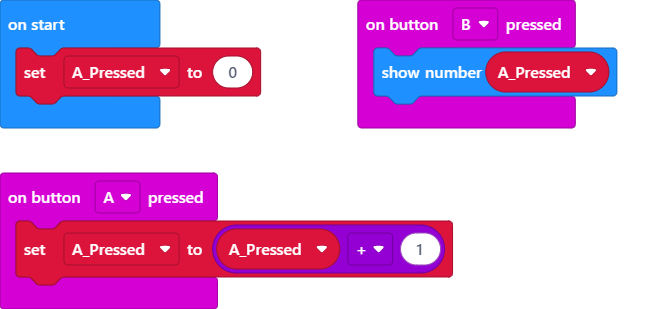 on start
set A_Pressed to 0
on button B pressed
show number A_Pressed
on button A pressed
set A_Pressed to A_Pressed + 1